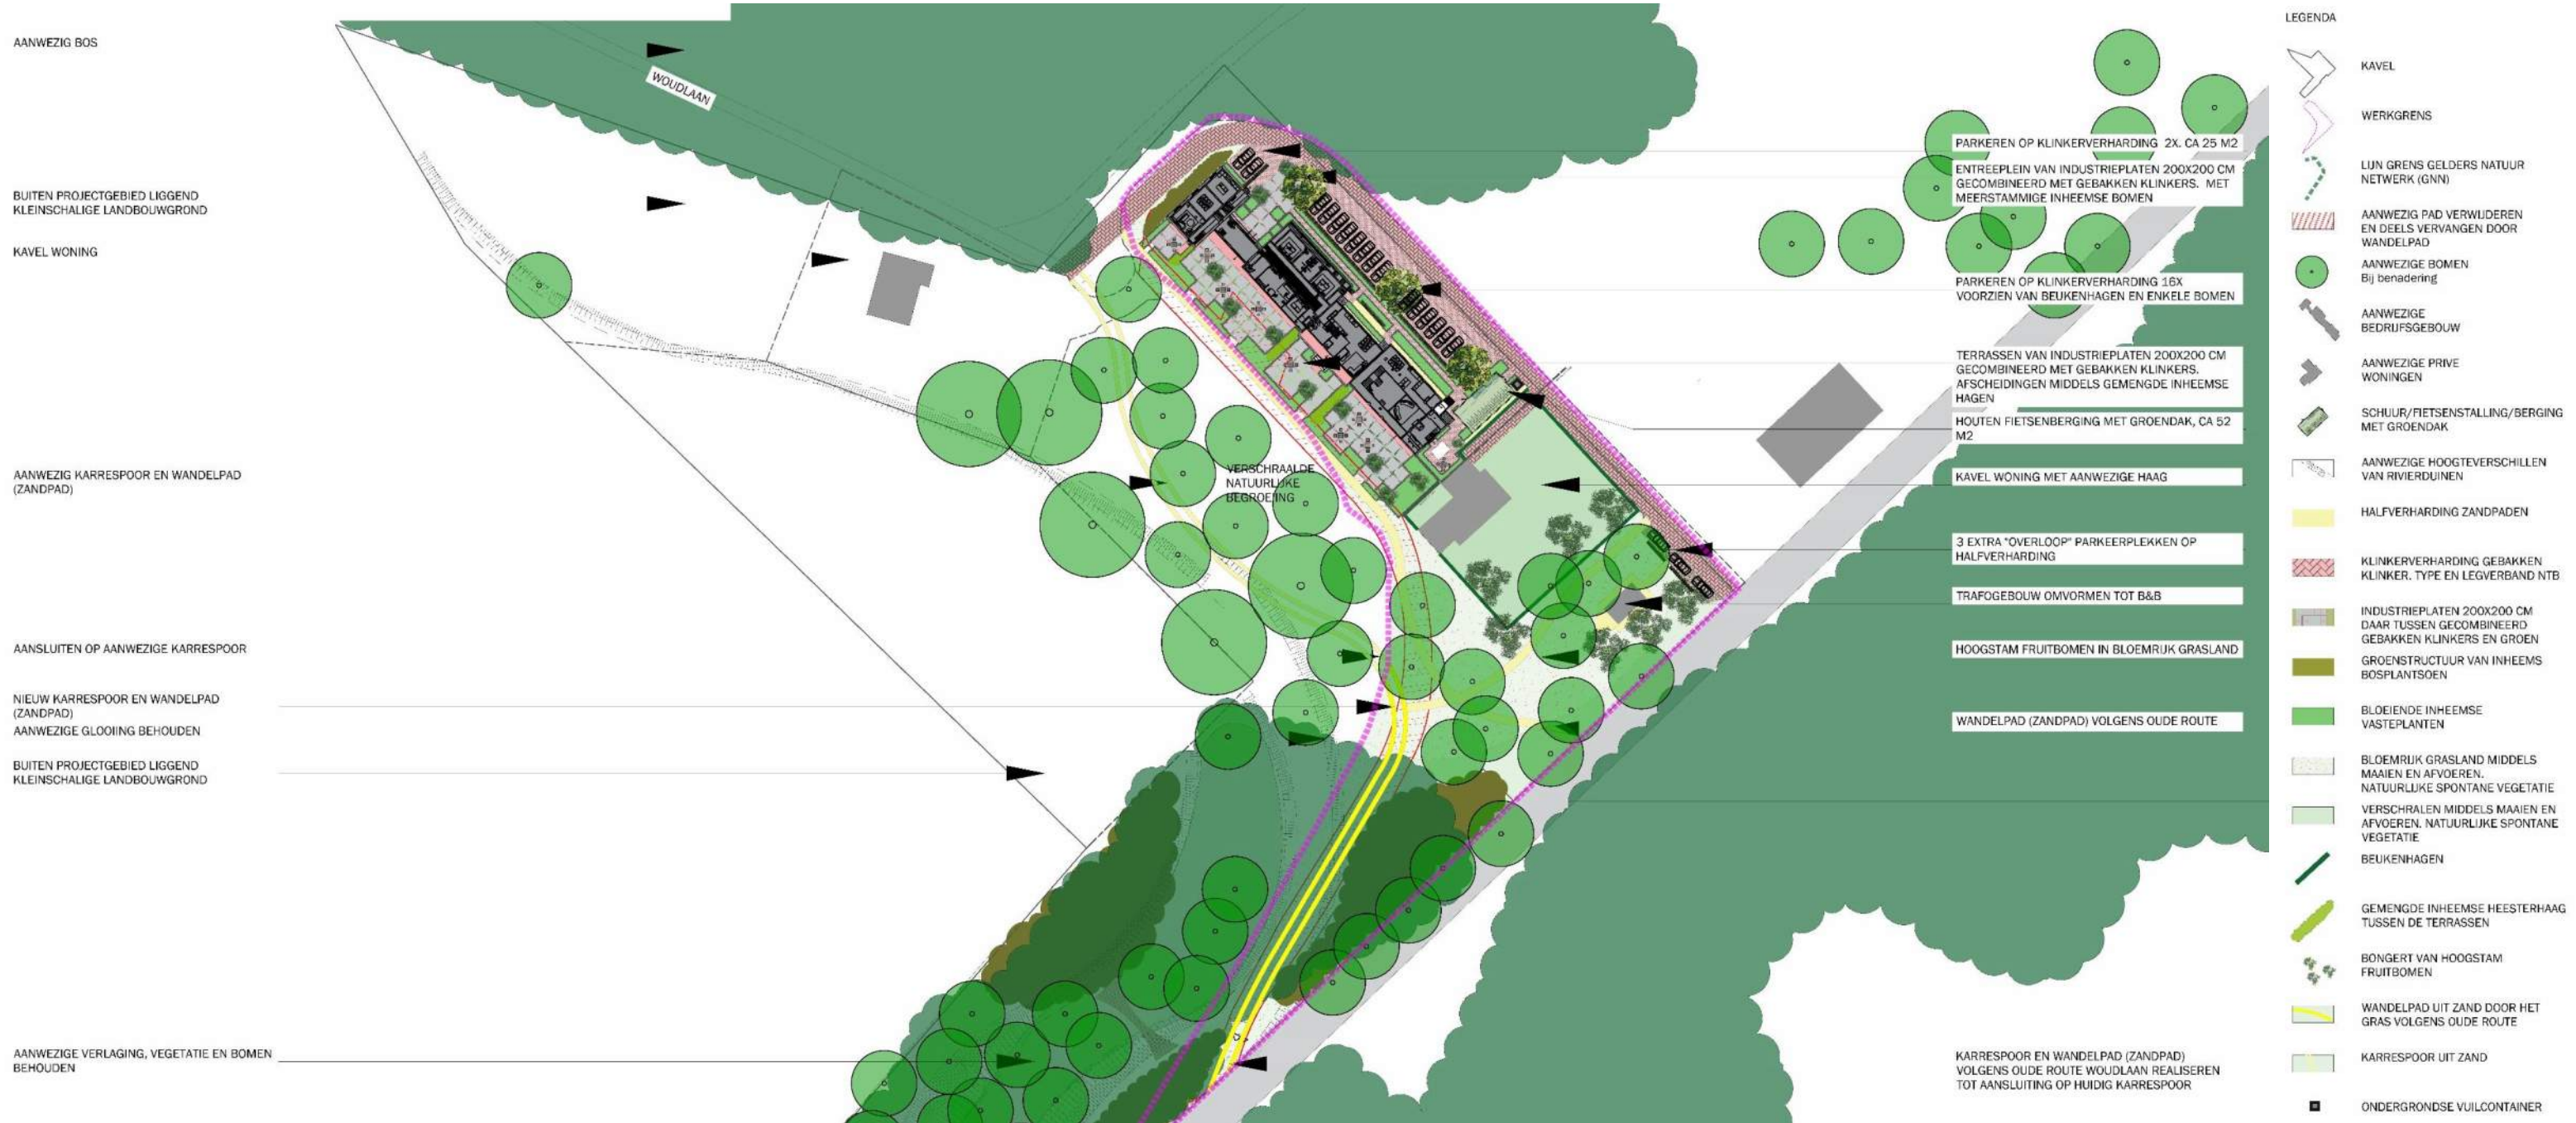 AANWEZIG BOS
BUITEN PROJECTGEBIED LIGGEND
KLEINSCHALIGE LANDBOUWGROND
KAVEL WONING
AANWEZIG KARRESPOOR EN WANDELPAD
(ZANDPAD)
AANSLUITEN OP AANWEZIGE KARRESPOOR
NIEUW KARRESPOOR EN WANDELPAD
(ZANDPAD)
AANWEZIGE GLOOIING BEHOUDEN
BUITEN PROJECTGEBIED LIGGEND
KLEINSCHALIGE LANDBOUWGROND
AANWEZIGE VERLAGING, VEGETATIE EN BOMEN
BEHOUDEN
WOUDLAAN
VERSCHRAALDE
NATUURLIJKE
BEGROEIING
PARKEREN OP KLINKERVERHARDING 2X. CA 25 M2
ENTREEPLEIN VAN INDUSTRIEPLATEN 200X200 CM
GECOMBINEERD MET GEBAKKEN KLINKERS. MET
MEERSTAMMIGE INHEEMSE BOMEN
PARKEREN OP KLINKERVERHARDING 16X
VOORZIEN VAN BEUKENHAGEN EN ENKELE BOMEN
TERRASSEN VAN INDUSTRIEPLATEN 200X200 CM
GECOMBINEERD MET GEBAKKEN KLINKERS.
AFSCHEIDINGEN MIDDELS GEMENGDE INHEEMSE
HAGEN
HOUTEN FIETSENBERGING MET GROENDAK, CA 52
M2
KAVEL WONING MET AANWEZIGE HAAG
3 EXTRA "OVERLOOP" PARKEERPLEKKEN OP
HALFVERHARDING
TRAFOGEBOUW OMVORMEN TOT B&B
HOOGSTAM FRUITBOMEN IN BLOEMRIJK GRASLAND
WANDELPAD (ZANDPAD) VOLGENS OUDE ROUTE
KARRESPOOR EN WANDELPAD (ZANDPAD)
VOLGENS OUDE ROUTE WOUDLAAN REALISEREN
TOT AANSLUITING OP HUIDIG KARRESPOOR
LEGENDA
KAVEL
WERKGRENS
LIJN GRENS GELDERS NATUUR
NETWERK (GNN)
AANWEZIG PAD VERWIJDEREN
EN DEELS VERVANGEN DOOR
WANDELPAD
AANWEZIGE BOMEN
Bij benadering
AANWEZIGE
BEDRIJFSGEBOUW
AANWEZIGE PRIVE
WONINGEN
SCHUUR/FIETSENSTALLING/BERGING
MET GROENDAK
AANWEZIGE HOOGTEVERSCHILLEN
VAN RIVIERDUINEN
HALFVERHARDING ZANDPADEN
KLINKERVERHARDING GEBAKKEN
KLINKER. TYPE EN LEGVERBAND NTB
INDUSTRIEPLATEN 200X200 CM
DAAR TUSSEN GECOMBINEERD
GEBAKKEN KLINKERS EN GROEN
GROENSTRUCTUUR VAN INHEEMS
BOSPLANTSOEN
BLOEIENDE INHEEMSE
VASTEPLANTEN
BLOEMRIJK GRASLAND MIDDELS
MAAIEN EN AFVOEREN.
NATUURLIJKE SPONTANE VEGETATIE
VERSCHRALEN MIDDELS MAAIEN EN
AFVOEREN. NATUURLIJKE SPONTANE
VEGETATIE
BEUKENHAGEN
GEMENGDE INHEEMSE HEESTERHAAG
TUSSEN DE TERRASSEN
BONGERT VAN HOOGSTAM
FRUITBOMEN
WANDELPAD UIT ZAND DOOR HET
GRAS VOLGENS OUDE ROUTE
KARRESPOOR UIT ZAND
ONDERGRONDSE VUILCONTAINER